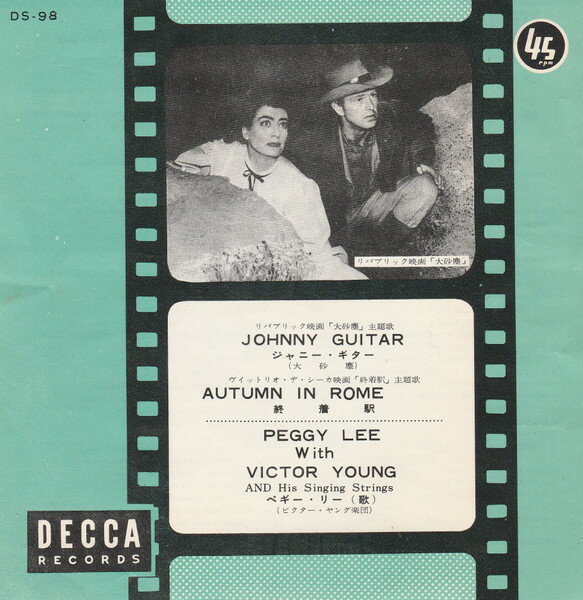 DS-98
45
rpm
リパブリック映画「大砂塵」
リパブリック映画「大砂塵」主題歌
JOHNNY GUITAR
ジャニー・ギター
(大砂塵)
ヴィットリオ・デ・シーカ映画「終着駅」主題歌
AUTUMN IN ROME
終着駅
PEGGY LEE
With
VICTOR YOUNG
AND His Singing Strings
ペギー・リー(歌)
(ビクター・ヤング楽団)
DECCA
RECORDS